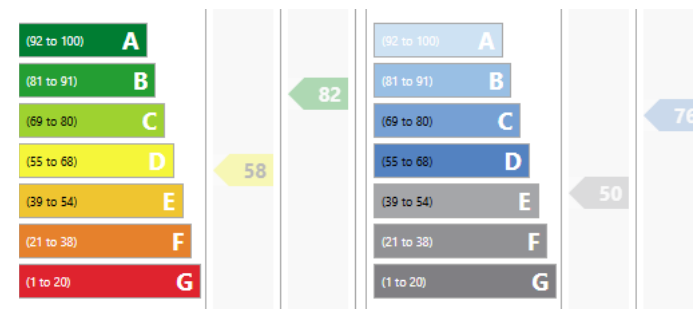 (92 to 100) A
(81 to 91) B
(69 to 80) C
(55 to 68) D
(39 to 54) E
(21 to 38) F
(1 to 20) G
58
82
(92 to 100) A
(81 to 91) B
(69 to 80) C
(55 to 68) D
(39 to 54) E
(21 to 38) F
(1 to 20) G
50
76